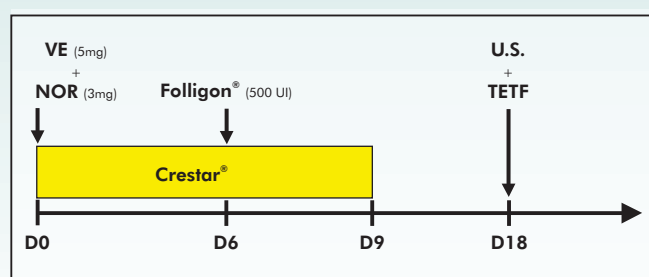 VE (5mg)
+
NOR (3mg)
Folligon® (500 UI)
U.S.
+
TETF
Crestar®
D0 D6 D9 D18